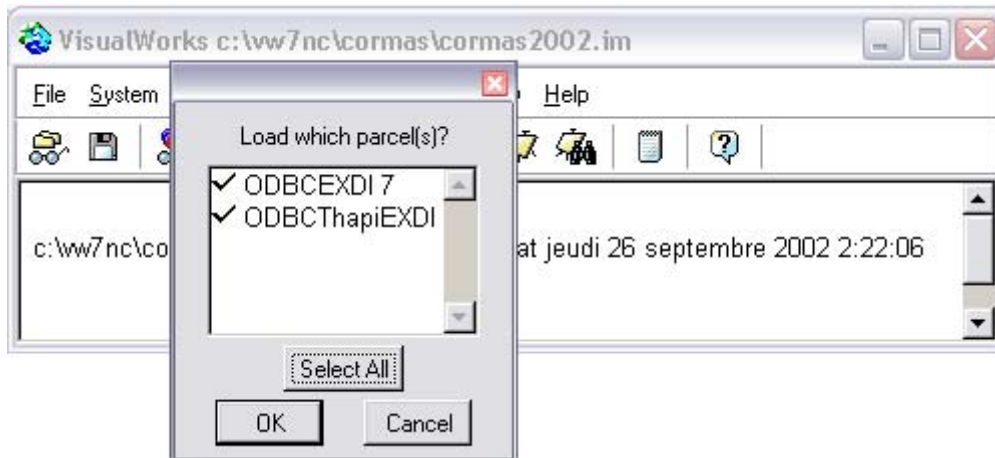 VisualWorks c:\vw7nc\cormas\cormas2002.im
File System Help
Load which parcel(s)?
ODBCEXDI 7
ODBCThapiEXDI
c:\vw7nc\co at jeudi 26 septembre 2002 2:22:06
Select All
OK Cancel